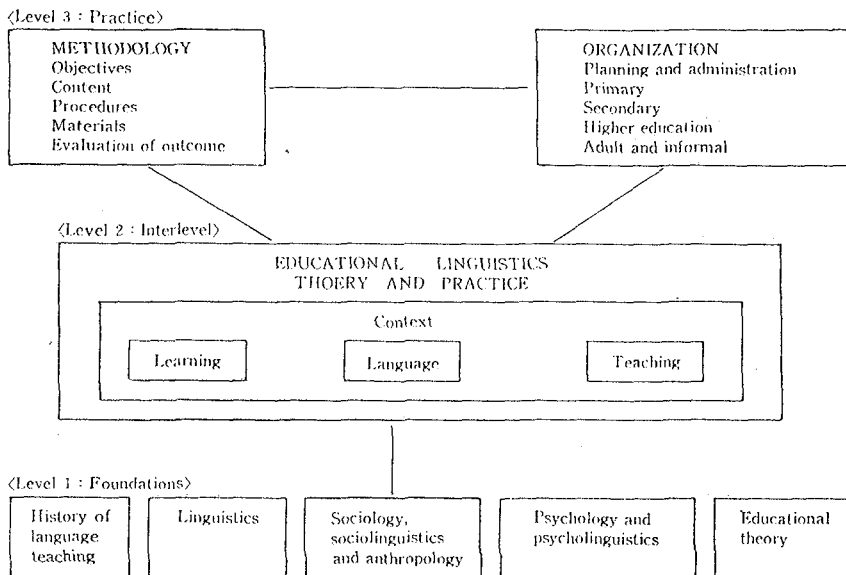 〈Level 3 : Practice〉
METHODOLOGY
Objectives
Content
Procedures
Materials
Evaluation of outcome
ORGANIZATION
Planning and administration
Primary
Secondary
Higher education
Adult and informal
〈Level 2 : Interlevel〉
EDUCATIONAL LINGUISTICS
THOERY AND PRACTICE
Context
Learning
Language
Teaching
〈Level 1 : Foundations〉
History of
language
teaching
Linguistics
Sociology,
sociolinguistics
and anthropology
Psychology and
psycholinguistics
Educational
theory